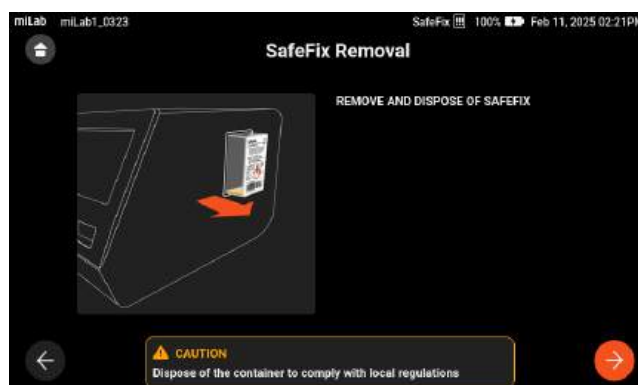 miLab miLab1_0323 SafeFix 100% Feb 11, 2025 02:21PM
SafeFix Removal
REMOVE AND DISPOSE OF SAFEFIX
CAUTION
Dispose of the container to comply with local regulations